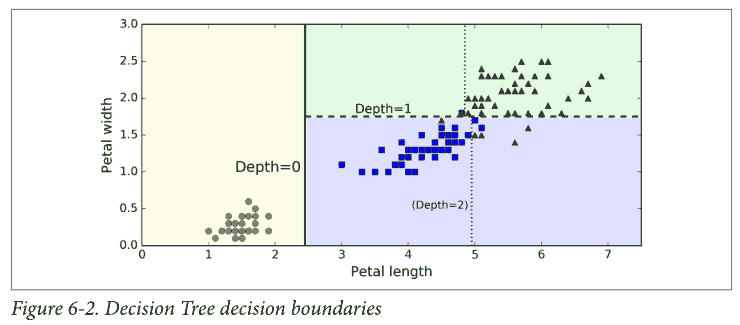 3.0
2.5
2.0
1.5
1.0
0.5
0.0
Petal width
Depth=1
Depth=0
(Depth=2)
0 1 2 3 4 5 6 7
Petal length
Figure 6-2. Decision Tree decision boundaries